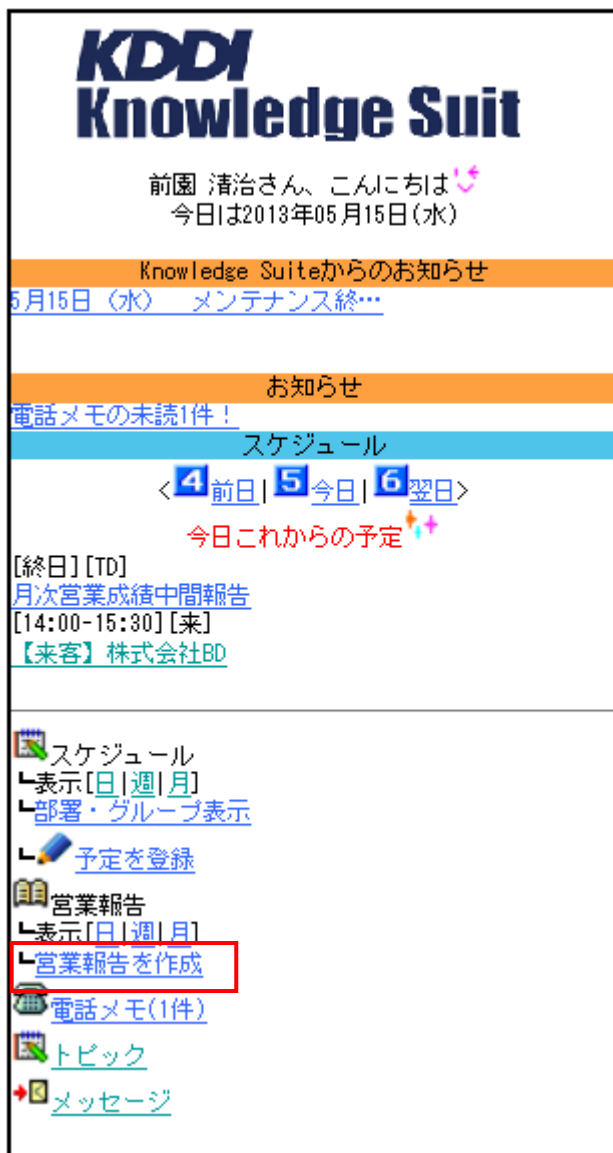 KDDI
Knowledge Suit
前園 清治さん、こんにちは
今日は2013年05月15日(水)
Knowledge Suiteからのお知らせ
5月15日（水）　メンテナンス終…
お知らせ
電話メモの未読1件！
スケジュール
<4前日|5今日|6翌日>
今日これからの予定
[終日][TD]
月次営業成績中間報告
[14:00-15:30][来]
【来客】株式会社BD
スケジュール
┗表示[日|週|月]
┗部署・グループ表示
┗予定を登録
営業報告
┗表示[日|週|月]
┗営業報告を作成
電話メモ(1件)
トピック
メッセージ